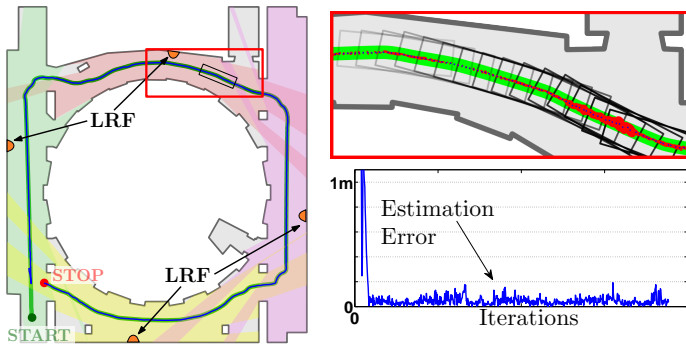 LRF
STOP
LRF
START
1m
Estimation
Error
0
0
Iterations